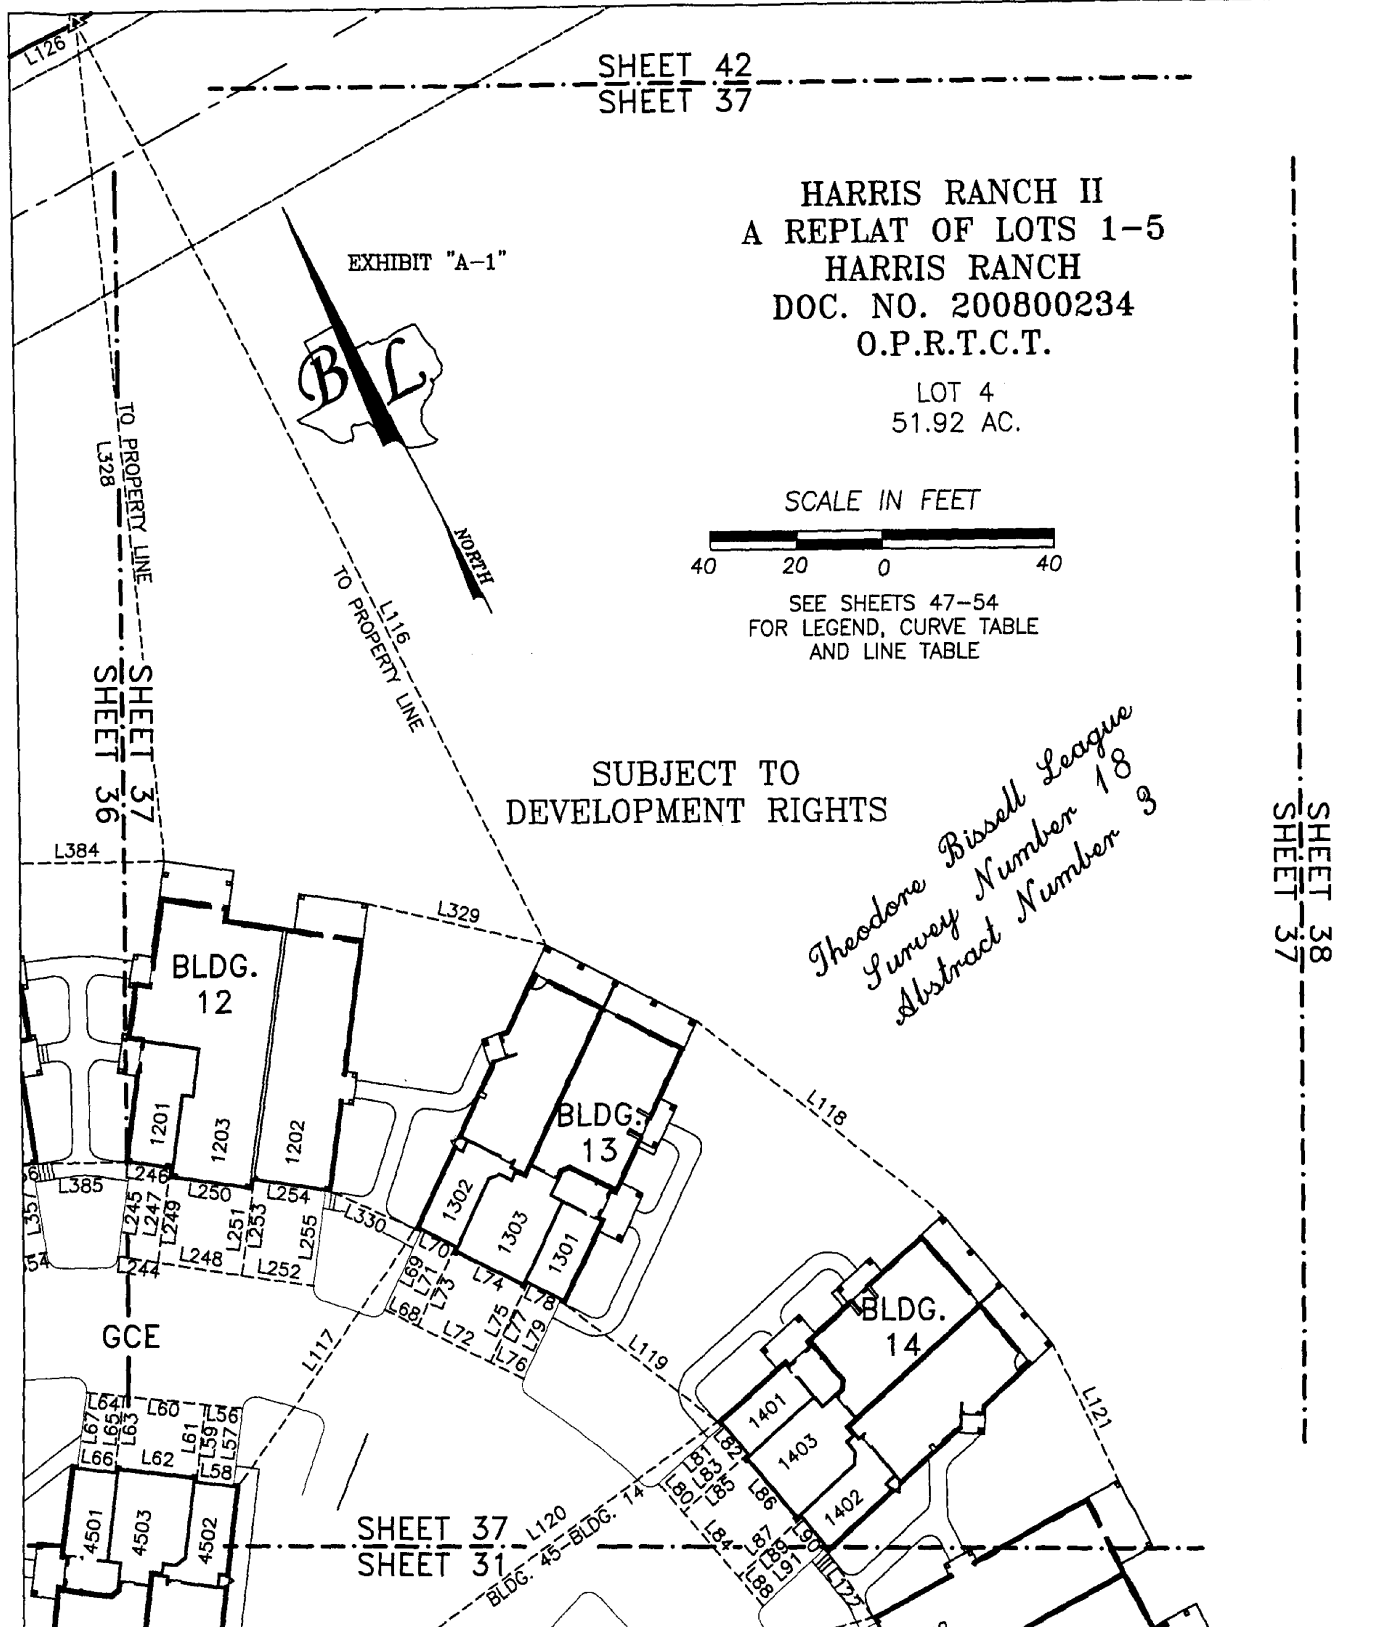 L126
SHEET 42
SHEET 37
HARRIS RANCH II
A REPLAT OF LOTS 1-5
HARRIS RANCH
DOC. NO. 200800234
O.P.R.T.C.T.
LOT 4
51.92 AC.
EXHIBIT "A-1"
B L
NORTH
SCALE IN FEET
40 20 0 40
SEE SHEETS 47-54
FOR LEGEND, CURVE TABLE
AND LINE TABLE
TO PROPERTY LINE
L328
L116
TO PROPERTY LINE
SHEET 37
SHEET 36
SUBJECT TO
DEVELOPMENT RIGHTS
Theodore Bissell League
Survey Number 18
Abstract Number 3
SHEET 38
SHEET 37
L384
L329
BLDG.
12
1201
1203
1202
BLDG.
13
1302
1303
1301
L118
L385
L246
L250
L254
L330
L357
L245
L247
L249
L251
L253
L255
L244
L248
L252
L70
L69
L71
L73
L74
L78
L68
L72
L75
L77
L79
L76
L117
L119
GCE
BLDG.
14
1401
1403
1402
L121
L64
L60
L56
L67
L65
L63
L61
L59
L57
L66
L62
L58
4501
4503
4502
L82
L81
L83
L85
L80
L86
L84
L87
L89
L91
L88
L90
L122
L120
BLDG. 45-BLDG. 14
SHEET 37
SHEET 31